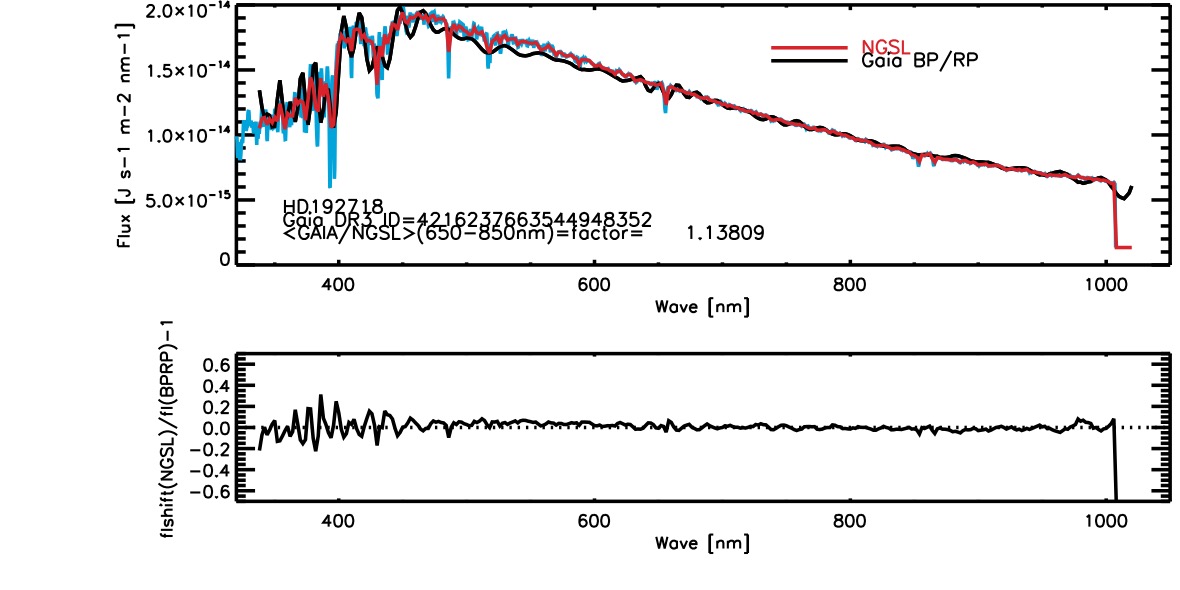 2.0×10−14
1.5×10−14
1.0×10−14
5.0×10−15
0
Flux [J s−1 m−2 nm−1]
NGSL
Gaia BP/RP
HD192718
Gaia DR3 ID=4216237663544948352
<GAIA/NGSL>(650−850nm)=factor= 1.13809
400 600 800 1000
Wave [nm]
0.6
0.4
0.2
0.0
−0.2
−0.4
−0.6
flshift(NGSL)/fl(BPRP)−1
400 600 800 1000
Wave [nm]